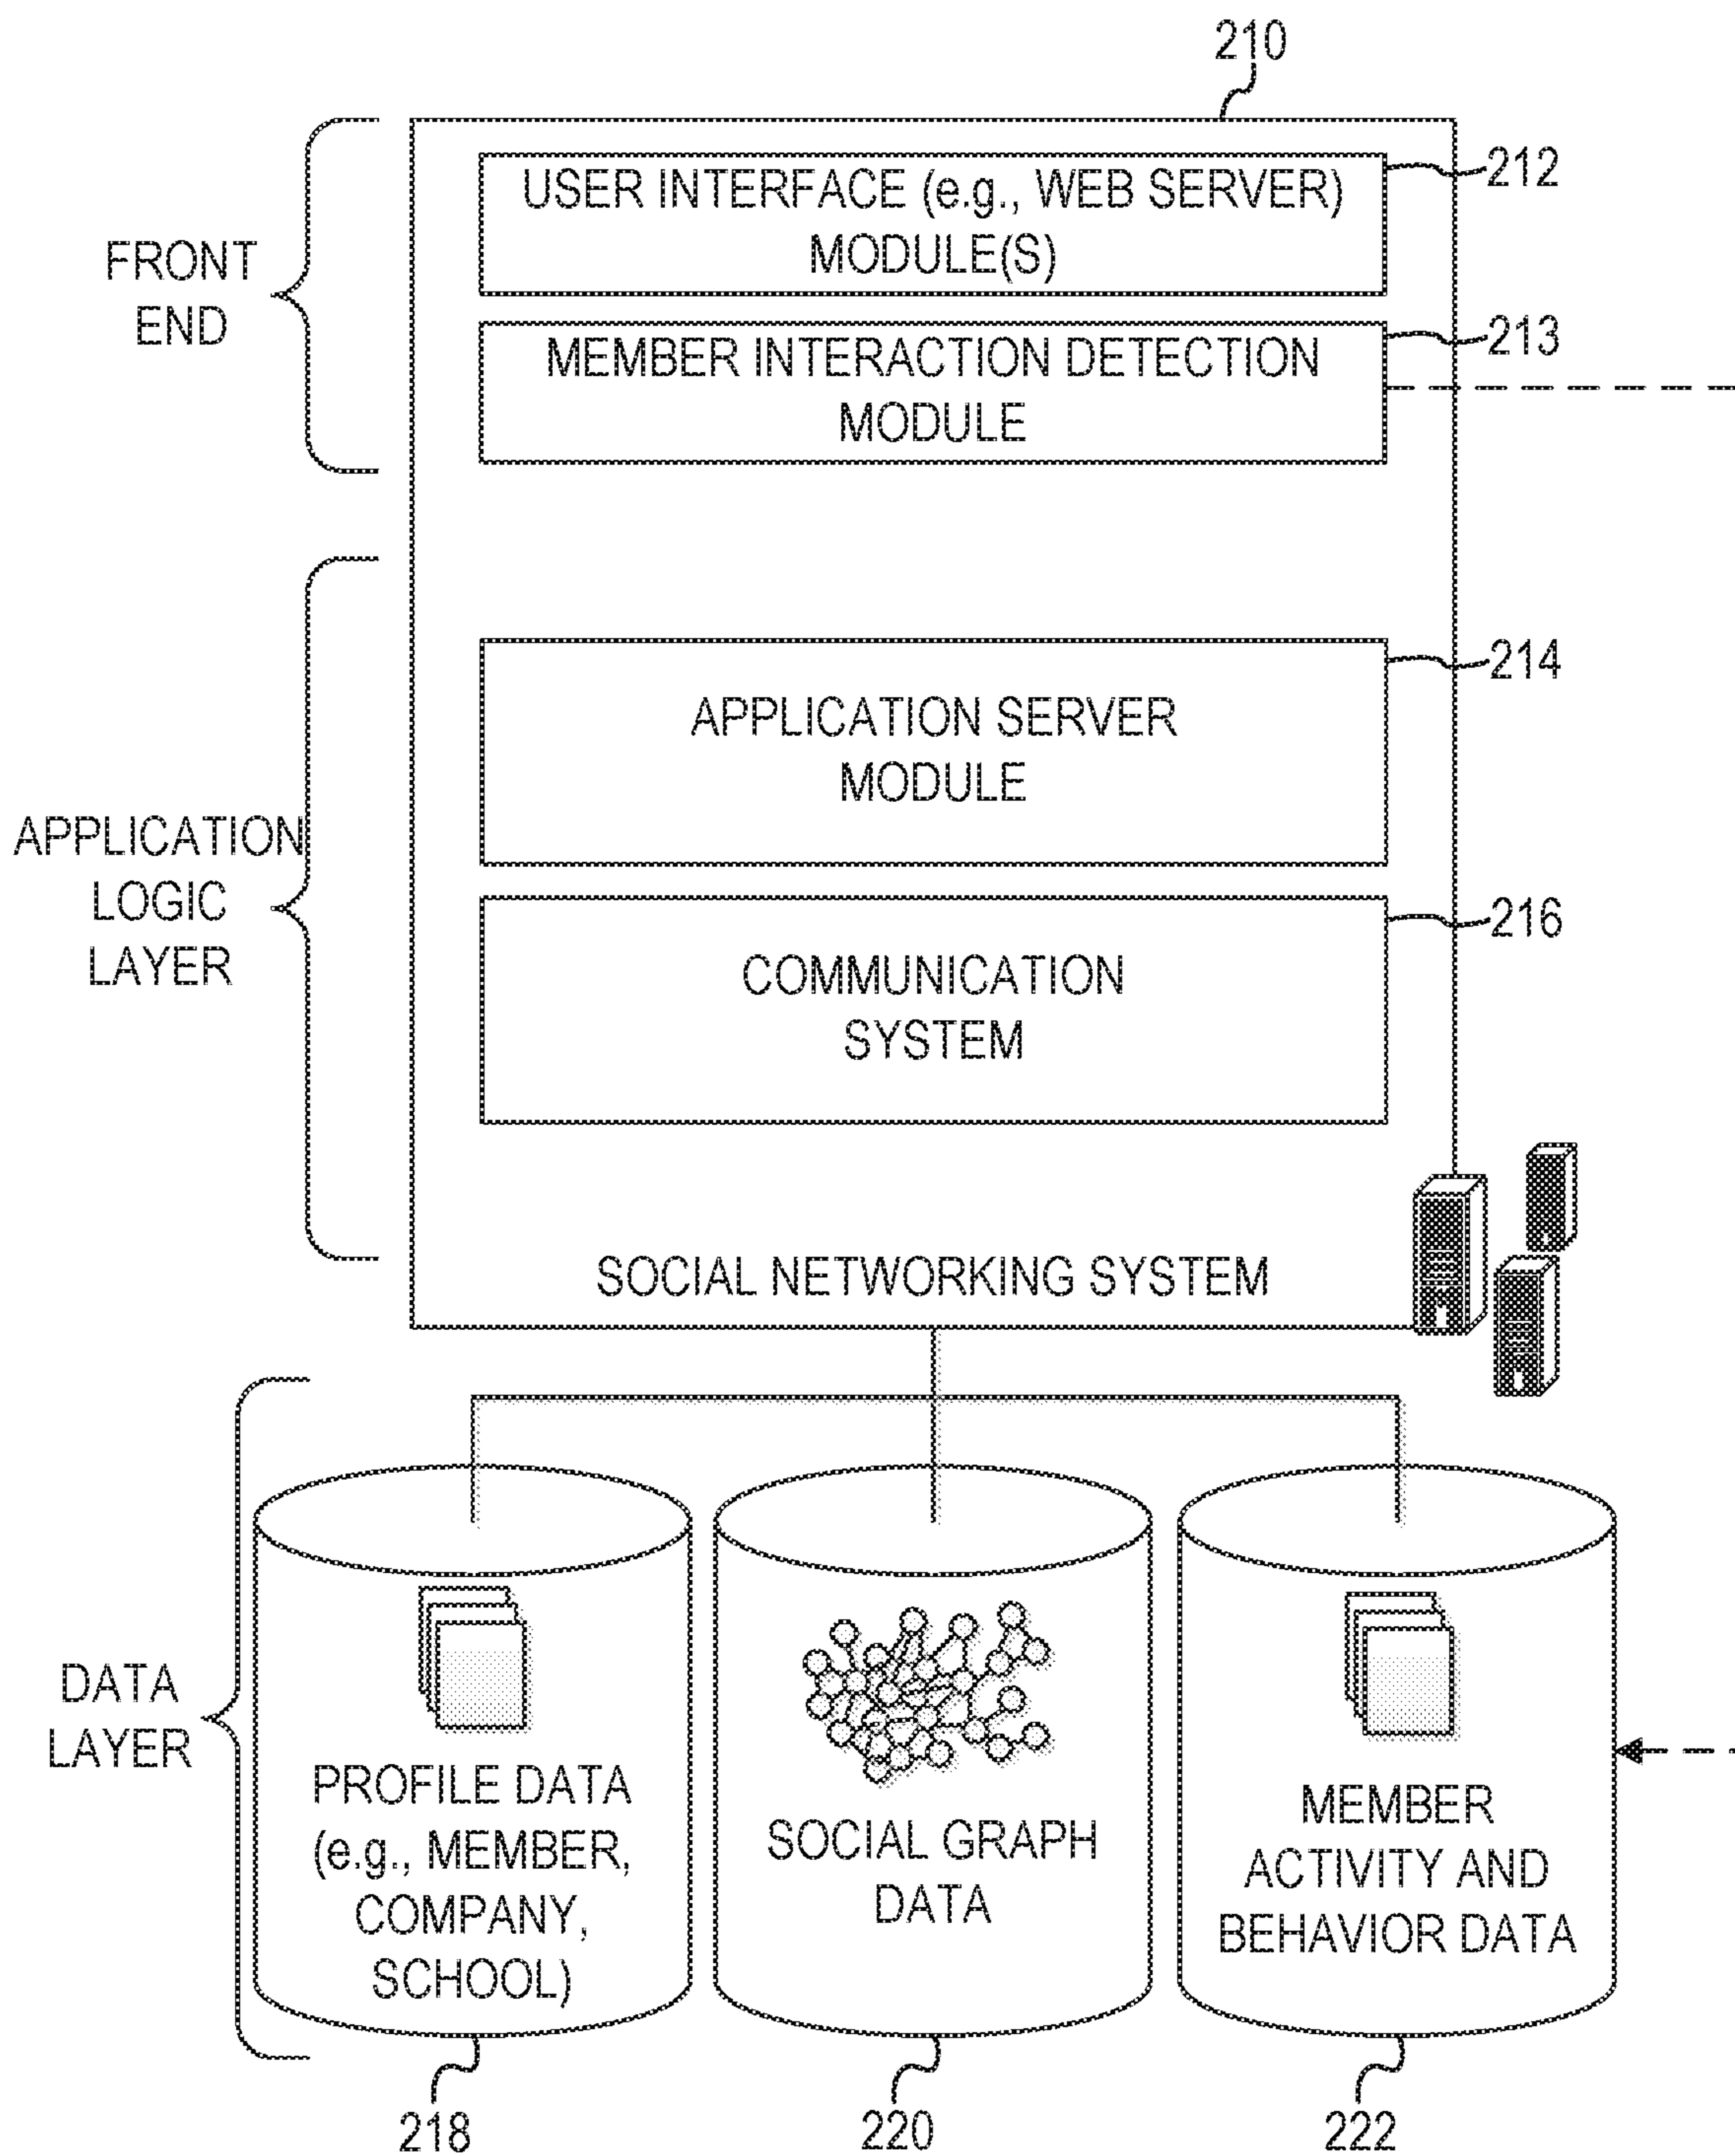 210
USER INTERFACE (e.g., WEB SERVER)
MODULE(S)
212
FRONT
END
MEMBER INTERACTION DETECTION
MODULE
213
APPLICATION SERVER
MODULE
214
APPLICATION
LOGIC
LAYER
COMMUNICATION
SYSTEM
216
SOCIAL NETWORKING SYSTEM
DATA
LAYER
PROFILE DATA
(e.g., MEMBER,
COMPANY,
SCHOOL)
SOCIAL GRAPH
DATA
MEMBER
ACTIVITY AND
BEHAVIOR DATA
218
220
222